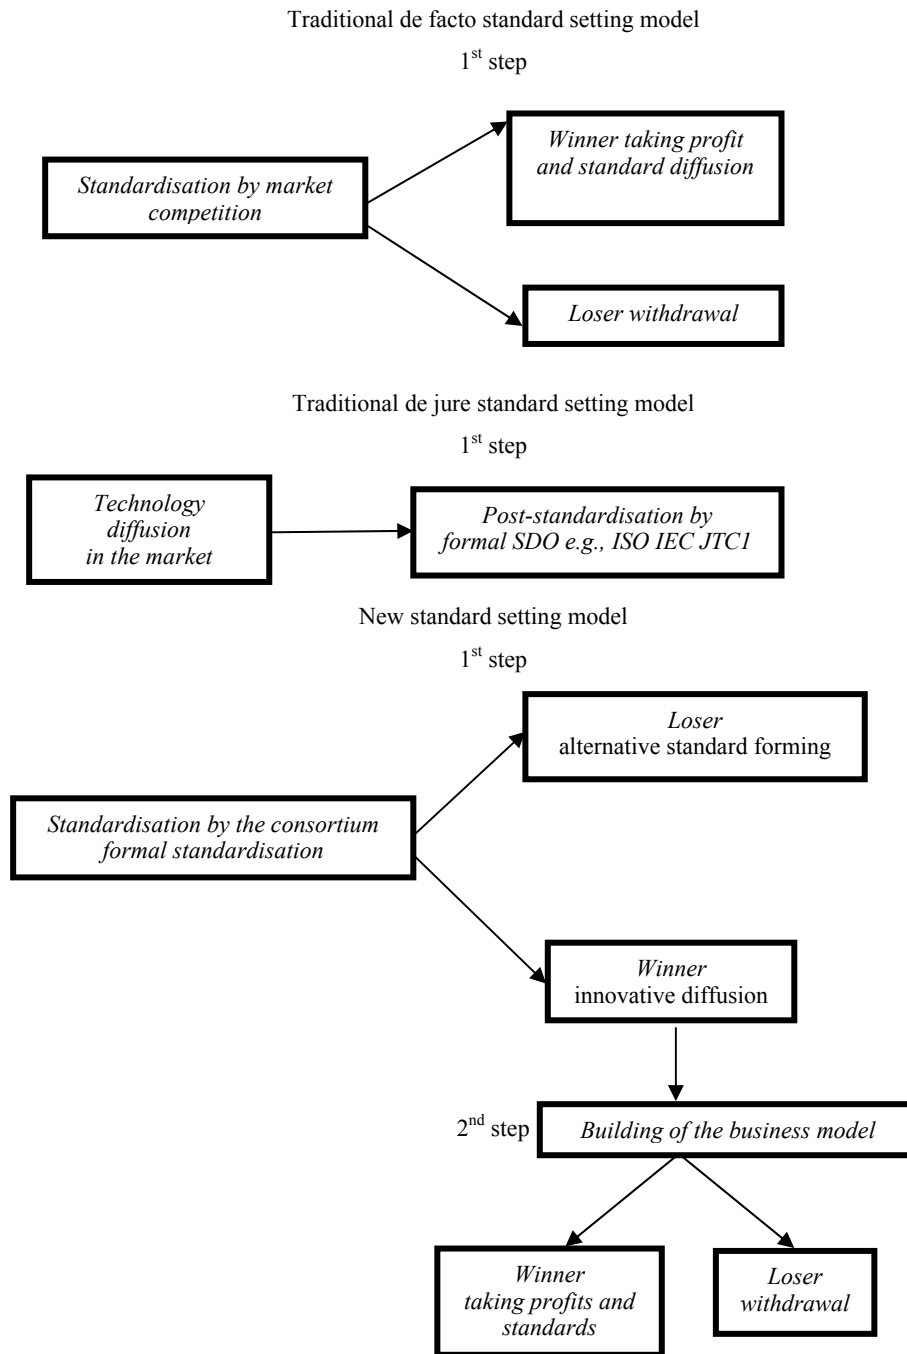 Traditional de facto standard setting model
1st step
Winner taking profit
and standard diffusion
Standardisation by market
competition
Loser withdrawal
Traditional de jure standard setting model
1st step
Technology
diffusion
in the market
Post-standardisation by
formal SDO e.g., ISO IEC JTC1
New standard setting model
1st step
Loser
alternative standard forming
Standardisation by the consortium
formal standardisation
Winner
innovative diffusion
2nd step
Building of the business model
Winner
taking profits and
standards
Loser
withdrawal